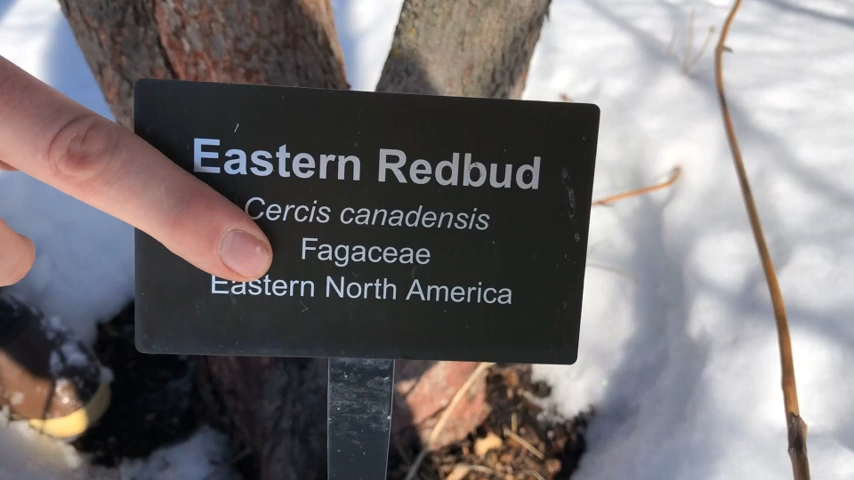 Eastern Redbud
Cercis canadensis
Fagaceae
Eastern North America